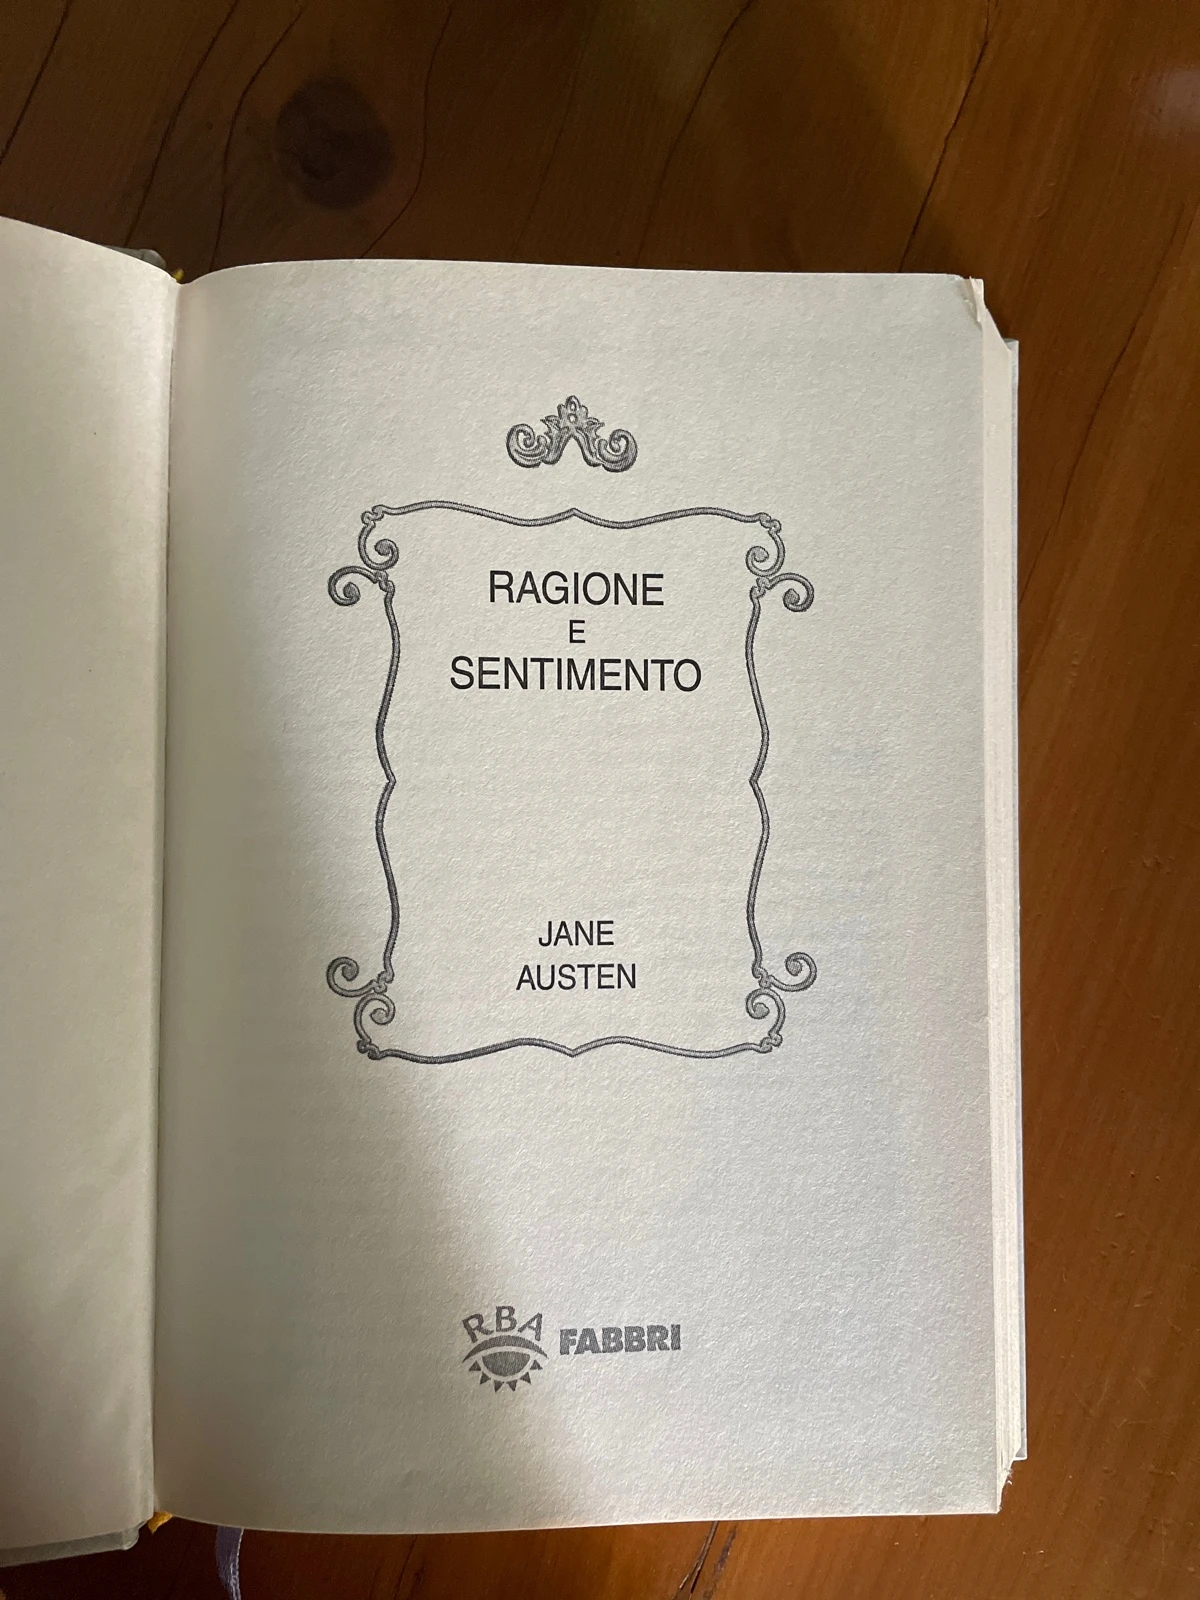 RAGIONE
E
SENTIMENTO
JANE
AUSTEN
RBA FABBRI